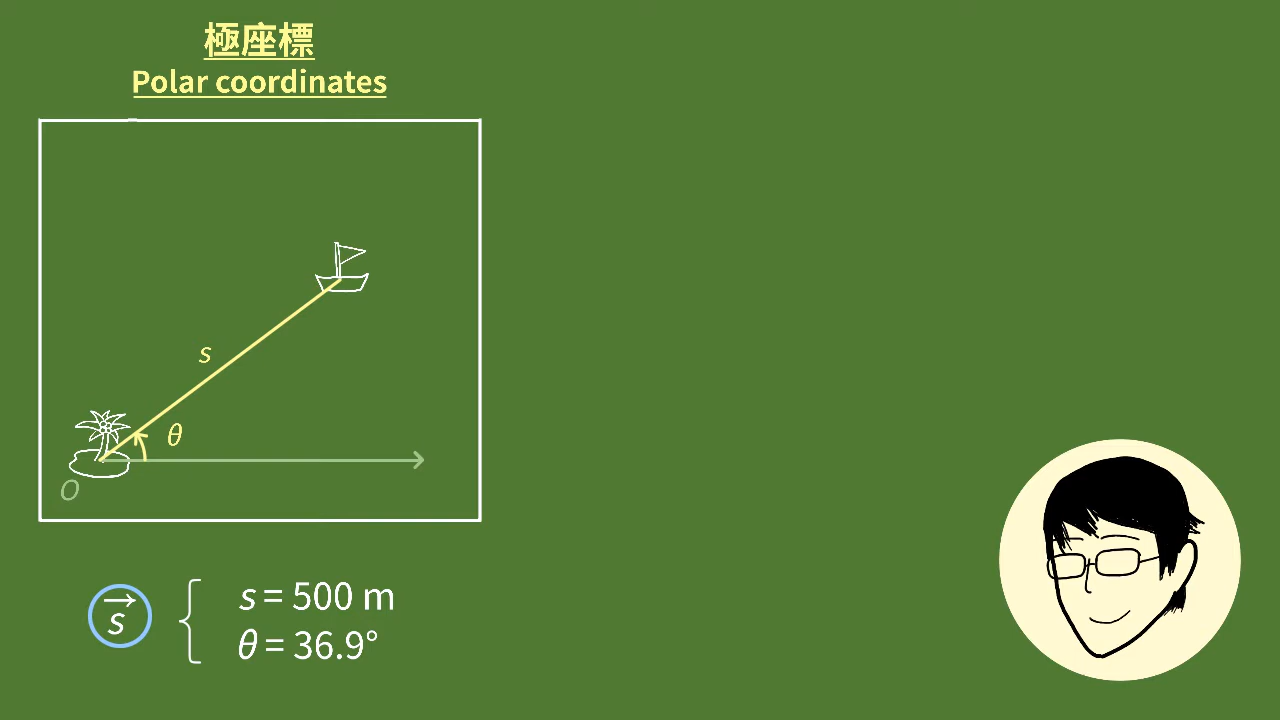 極座標
Polar coordinates
s
θ
O
s
s = 500 m
θ = 36.9°